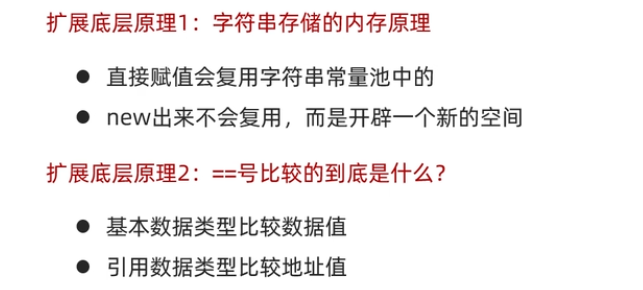 扩展底层原理1：字符串存储的内存原理
● 直接赋值会复用字符串常量池中的
● new出来不会复用，而是开辟一个新的空间
扩展底层原理2：==号比较的到底是什么？
● 基本数据类型比较数据值
● 引用数据类型比较地址值